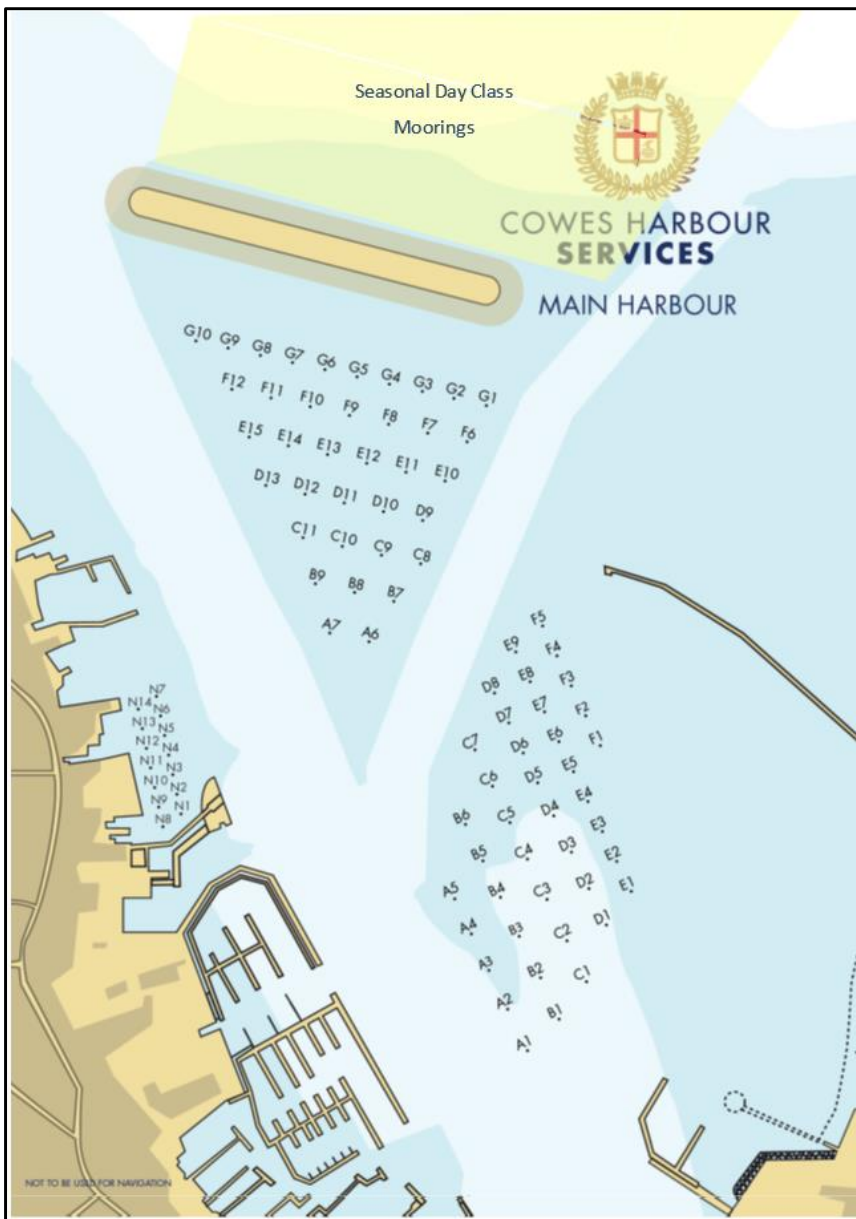 Seasonal Day Class
Moorings
COWES HARBOUR
SERVICES
MAIN HARBOUR
G10 G9 G8 G7 G6 G5 G4 G3 G2 G1
F12 F11 F10 F9 F8 F7 F6
E15 E14 E13 E12 E11 E10
D13 D12 D11 D10 D9
C11 C10 C9 C8
B9 B8 B7
A7 A6
F5
E9 F4
D8 E8 F3
D7 E7 F2
C7 D6 E6 F1
C6 D5 E5
B6 C5 D4 E4
B5 C4 D3 E3
A5 B4 C3 D2 E2
E1
A4 B3 C2 D1
A3 B2 C1
A2 B1
A1
N7
N14 N6
N13 N5
N12 N4
N11 N3
N10 N2
N9 N1
N8
NOT TO BE USED FOR NAVIGATION